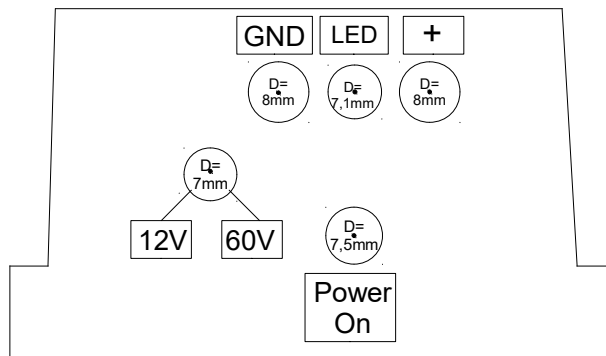 GND LED +
D= D= D=
8mm 7,1mm 8mm
D=
7mm
12V 60V
D=
7,5mm
Power
On